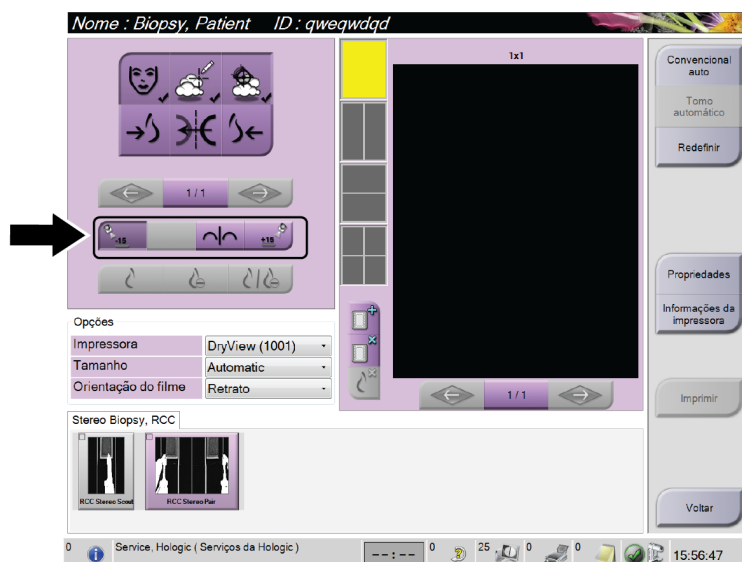 Nome : Biopsy, Patient ID : qweqwdqd
1/1
-15
+15
Opções
Impressora DryView (1001)
Tamanho Automatic
Orientação do filme Retrato
1x1
1/1
Convencional
auto
Tomo
automático
Redefinir
Propriedades
Informações da
impressora
Imprimir
Voltar
Stereo Biopsy, RCC
RCC Stereo Scout
RCC Stereo Pair
0 Service, Hologic ( Serviços da Hologic ) --:-- 0 25 0 0 15:56:47